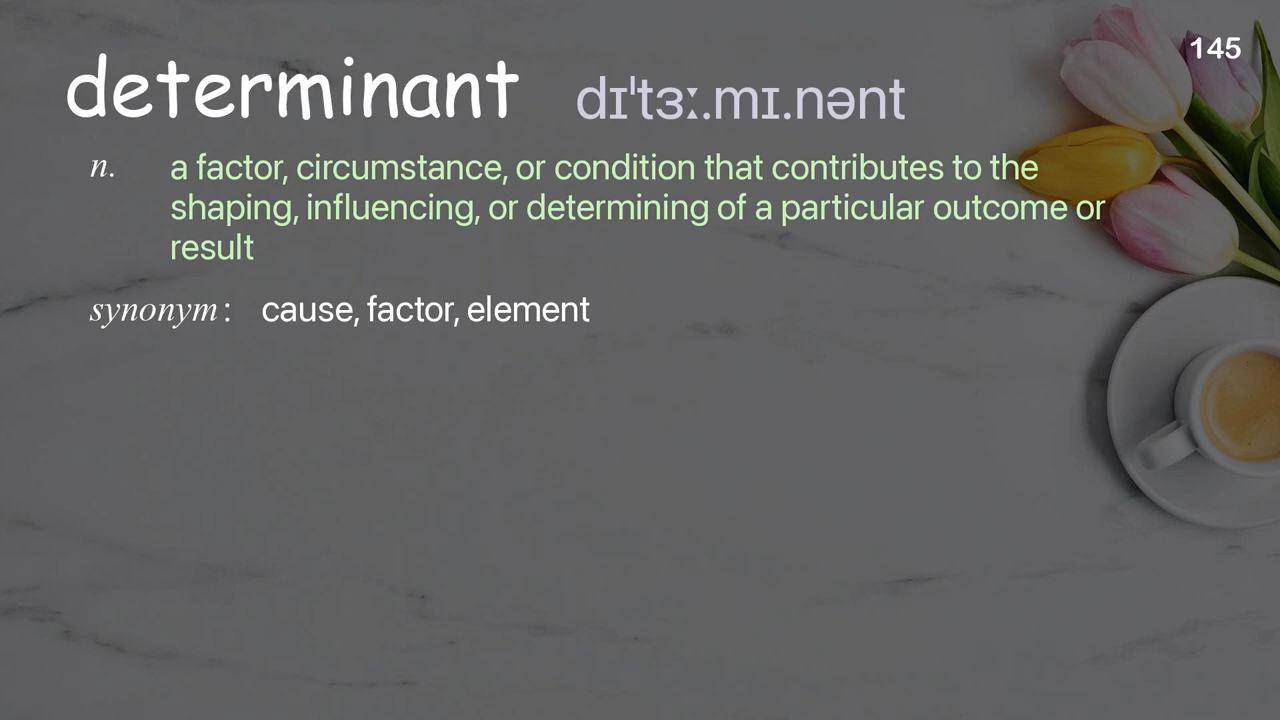 145
determinant dɪˈtɜː.mɪ.nənt
n. a factor, circumstance, or condition that contributes to the
shaping, influencing, or determining of a particular outcome or
result
synonym: cause, factor, element